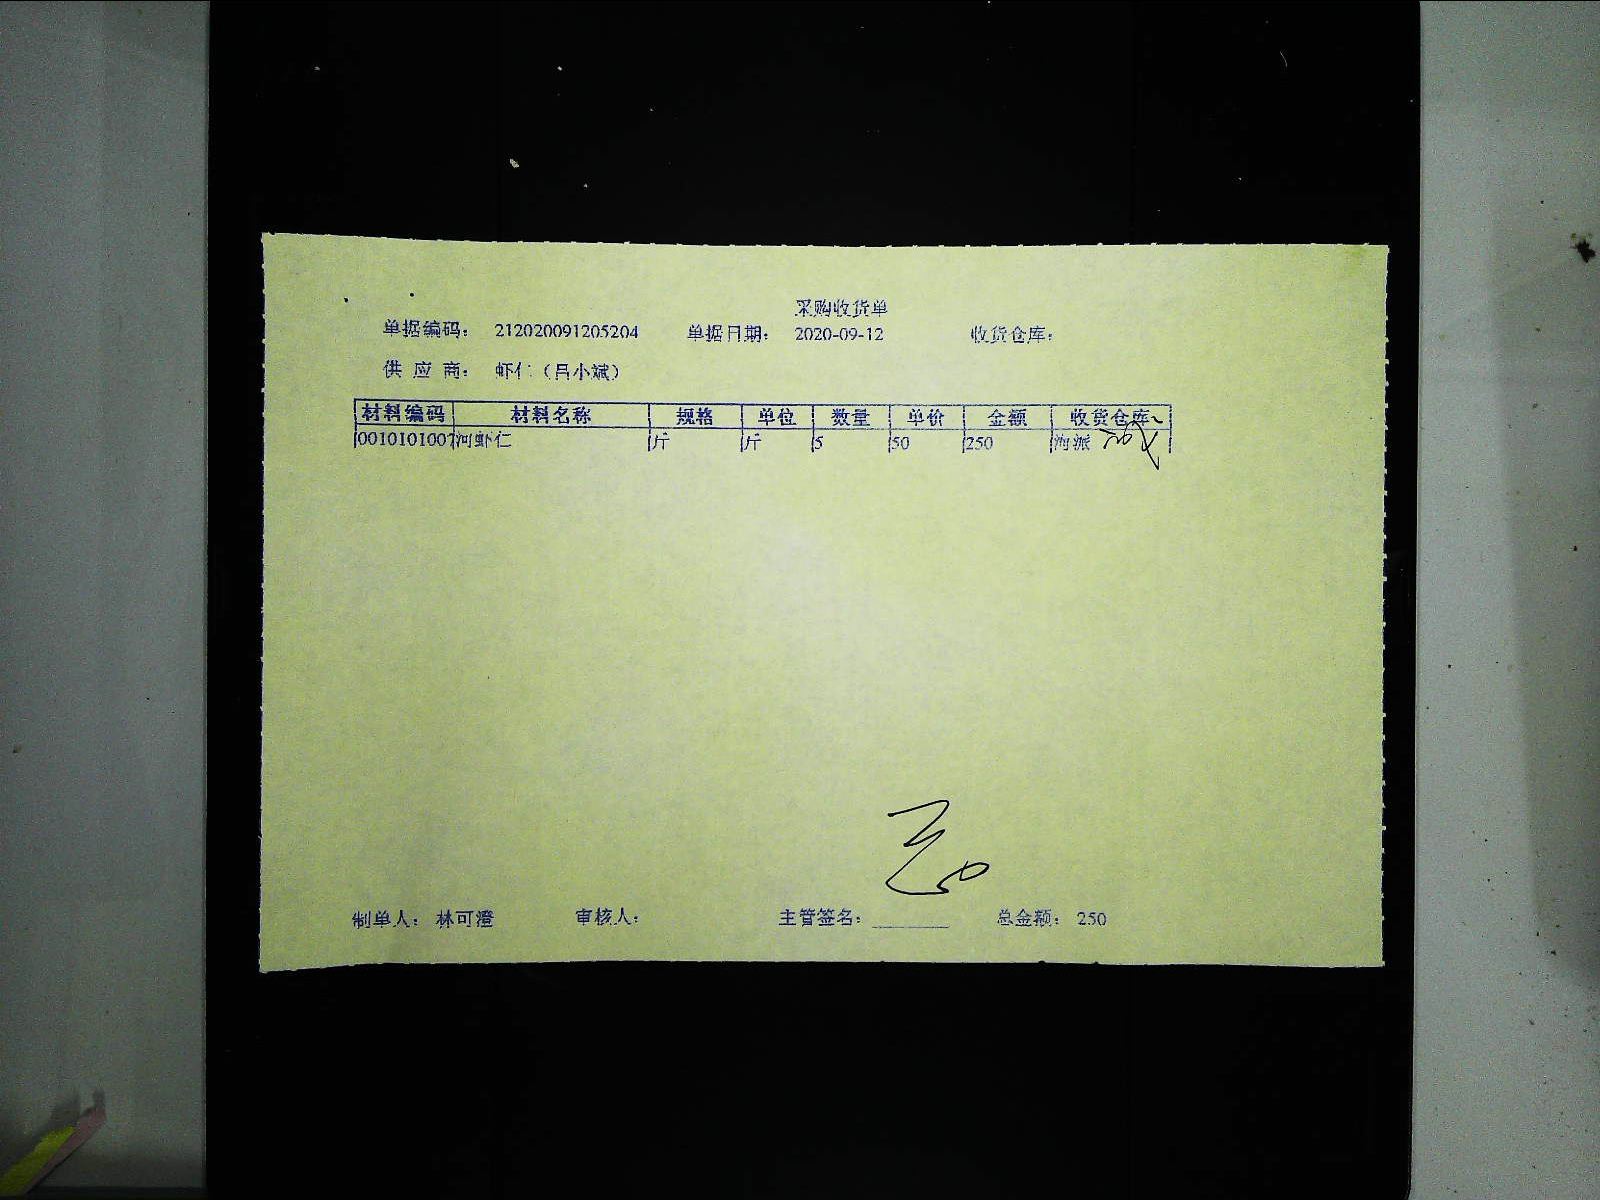 采购收货单
单据编码： 212020091205204 单据日期： 2020-09-12 收货仓库：
供 应 商： 虾仁（吕小斌）
材料编码 材料名称 规格 单位 数量 单价 金额 收货仓库
0010101007 河虾仁 斤 斤 5 50 250 海派
制单人： 林可澄 审核人： 主管签名： 总金额： 250